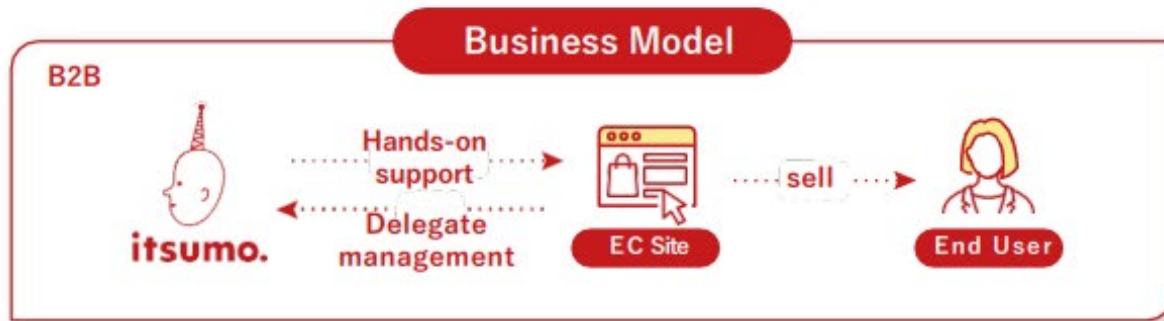 Business Model
B2B
Hands-on
support
Delegate
management
itsumo.
EC Site
sell
End User